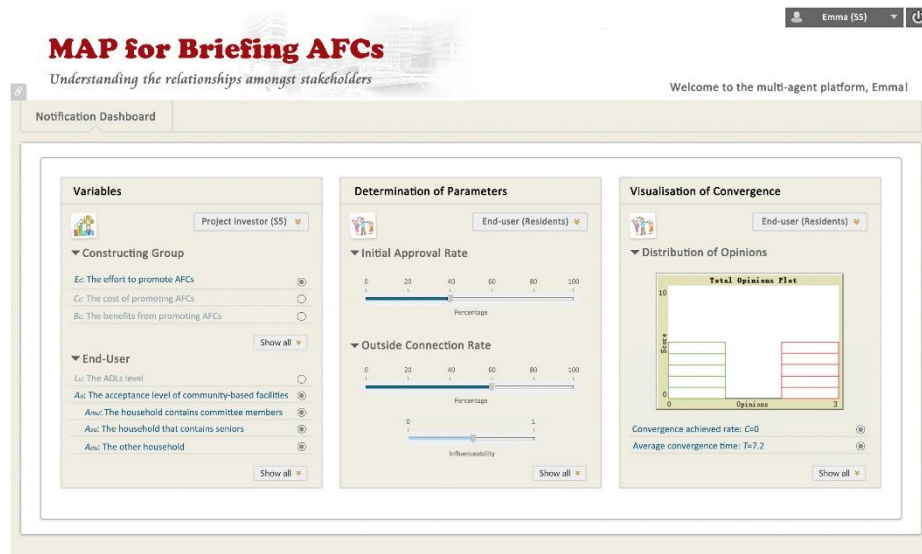 Emma (S5)
MAP for Briefing AFCs
Understanding the relationships amongst stakeholders
Welcome to the multi-agent platform, Emma!
Notification Dashboard
Variables
Project investor (S5)
Constructing Group
Ec: The effort to promote AFCs
Cc: The cost of promoting AFCs
Bc: The benefits from promoting AFCs
Show all
End-User
The ADLs level
The acceptance level of community-based facilities
The household contains committee members
The household that contains seniors
The other household
Show all
Determination of Parameters
End-user (Residents)
Initial Approval Rate
0 20 40 60 80 100
Percentage
Outside Connection Rate
0 20 40 60 80 100
Percentage
0 1
Influenceability
Show all
Visualisation of Convergence
End-user (Residents)
Distribution of Opinions
Total Opinions Plot
10
Score
0
0 Opinions 3
Convergence achieved rate: C=0
Average convergence time: T=7.2
Show all